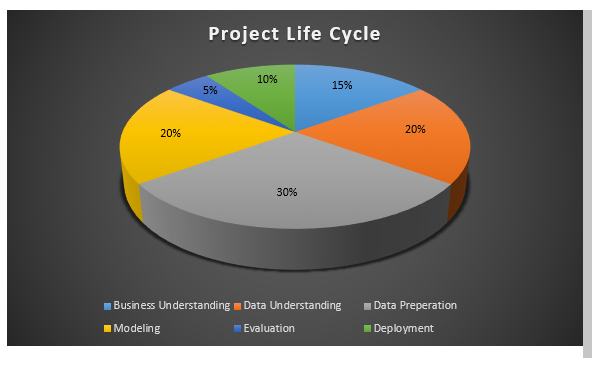 Project Life Cycle
10%
15%
5%
20%
20%
30%
Business Understanding Data Understanding Data Preperation
Modeling Evaluation Deployment